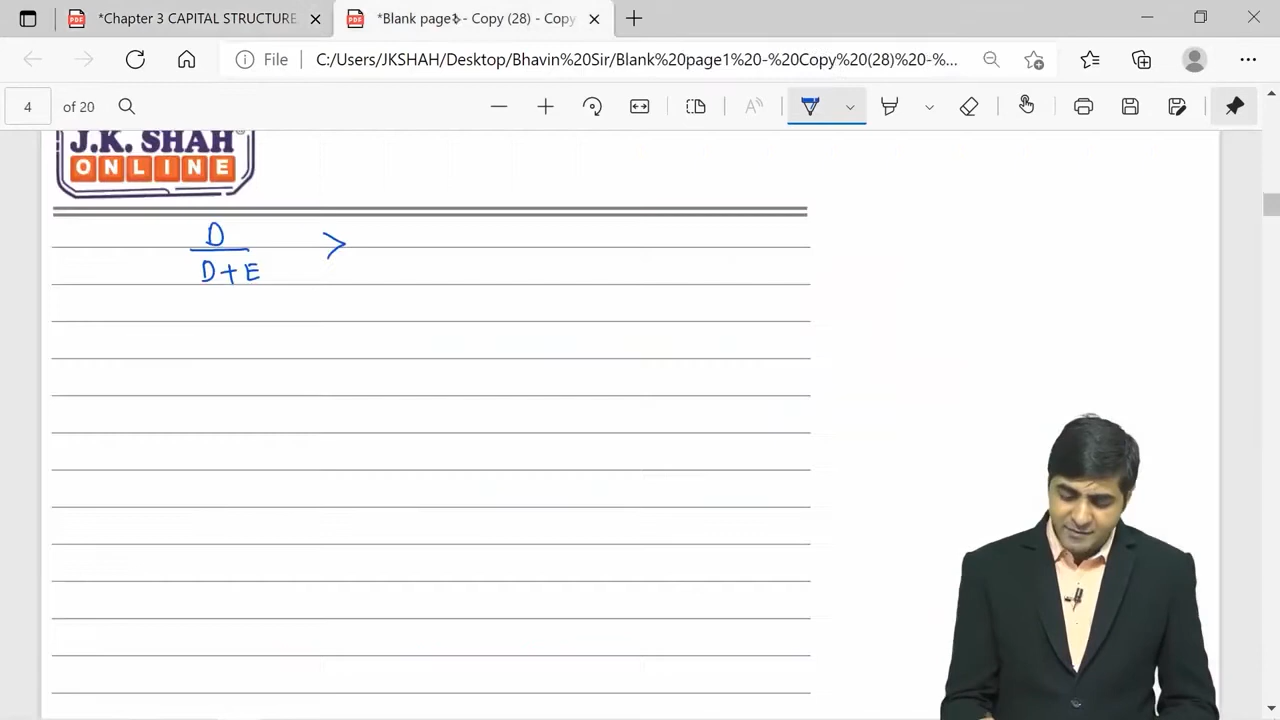 *Chapter 3 CAPITAL STRUCTURE.
*Blank page1 - Copy (28) - Copy
File
C:/Users/JKSHAH/Desktop/Bhavin%20Sir/Blank%20page1%20-%20Copy%20(28)%20-%...
4 of 20
J.K. SHAH
ONLINE
D
>
D+E